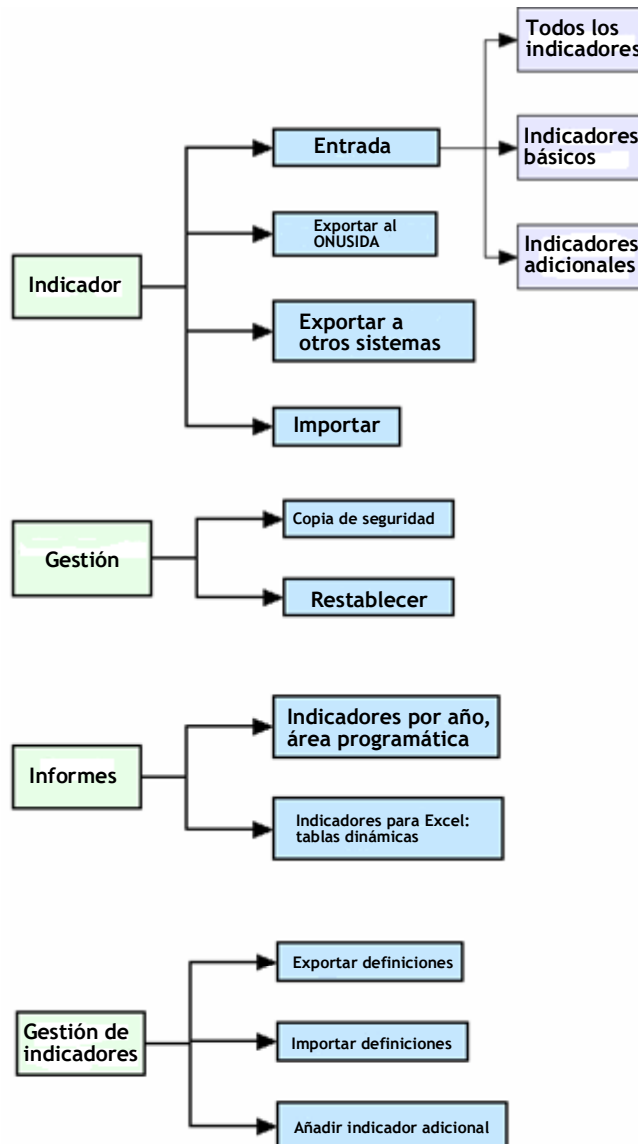 Todos los
indicadores
Entrada
Indicadores
básicos
Exportar al
ONUSIDA
Indicadores
adicionales
Indicador
Exportar a
otros sistemas
Importar
Copia de seguridad
Gestión
Restablecer
Indicadores por año,
área programática
Informes
Indicadores para Excel:
tablas dinámicas
Exportar definiciones
Gestión de
indicadores
Importar definiciones
Añadir indicador adicional